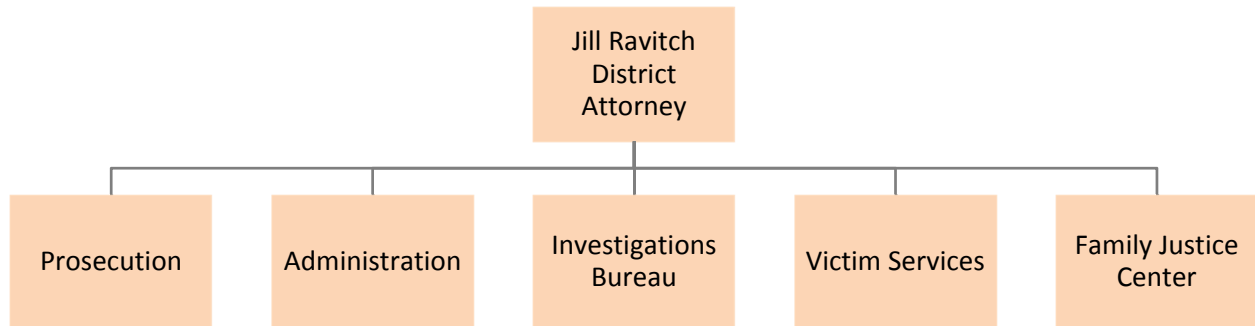 Jill Ravitch
District
Attorney
Prosecution
Administration
Investigations
Bureau
Victim Services
Family Justice
Center